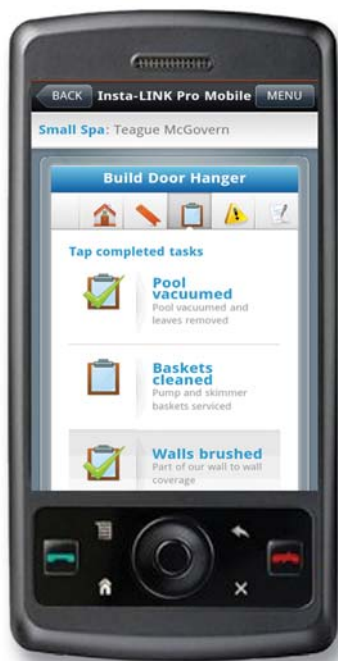 BACK Insta-LINK Pro Mobile MENU
Small Spa: Teague McGovern
Build Door Hanger
Tap completed tasks
Pool
vacuumed
Pool vacuumed and
leaves removed
Baskets
cleaned
Pump and skimmer
baskets serviced
Walls brushed
Part of our wall to wall
coverage